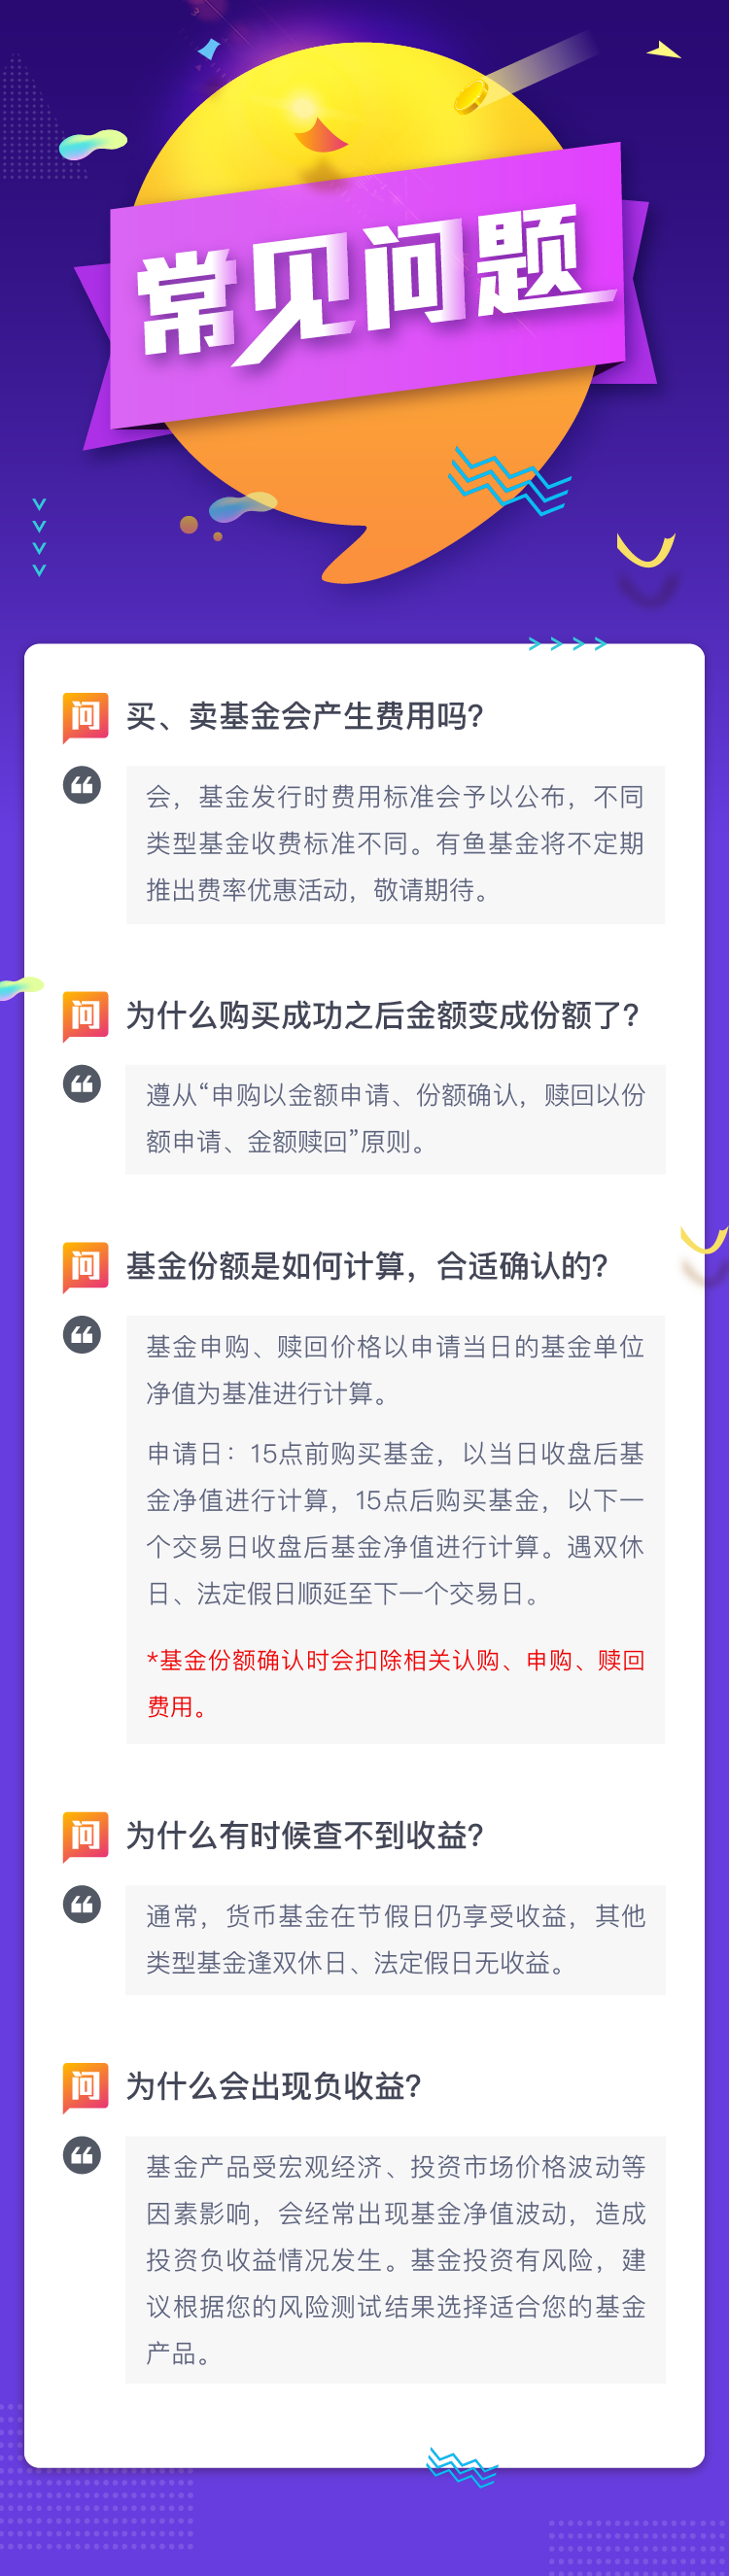 常见问题
问 买、卖基金会产生费用吗?
会，基金发行时费用标准会予以公布，不同
类型基金收费标准不同。有鱼基金将不定期
推出费率优惠活动，敬请期待。
问 为什么购买成功之后金额变成份额了?
遵从“申购以金额申请、份额确认，赎回以份
额申请、金额赎回”原则。
问 基金份额是如何计算，合适确认的?
基金申购、赎回价格以申请当日的基金单位
净值为基准进行计算。
申请日：15点前购买基金，以当日收盘后基
金净值进行计算，15点后购买基金，以下一
个交易日收盘后基金净值进行计算。遇双休
日、法定假日顺延至下一个交易日。
*基金份额确认时会扣除相关认购、申购、赎回
费用。
问 为什么有时候查不到收益?
通常，货币基金在节假日仍享受收益，其他
类型基金逢双休日、法定假日无收益。
问 为什么会出现负收益?
基金产品受宏观经济、投资市场价格波动等
因素影响，会经常出现基金净值波动，造成
投资负收益情况发生。基金投资有风险，建
议根据您的风险测试结果选择适合您的基金
产品。